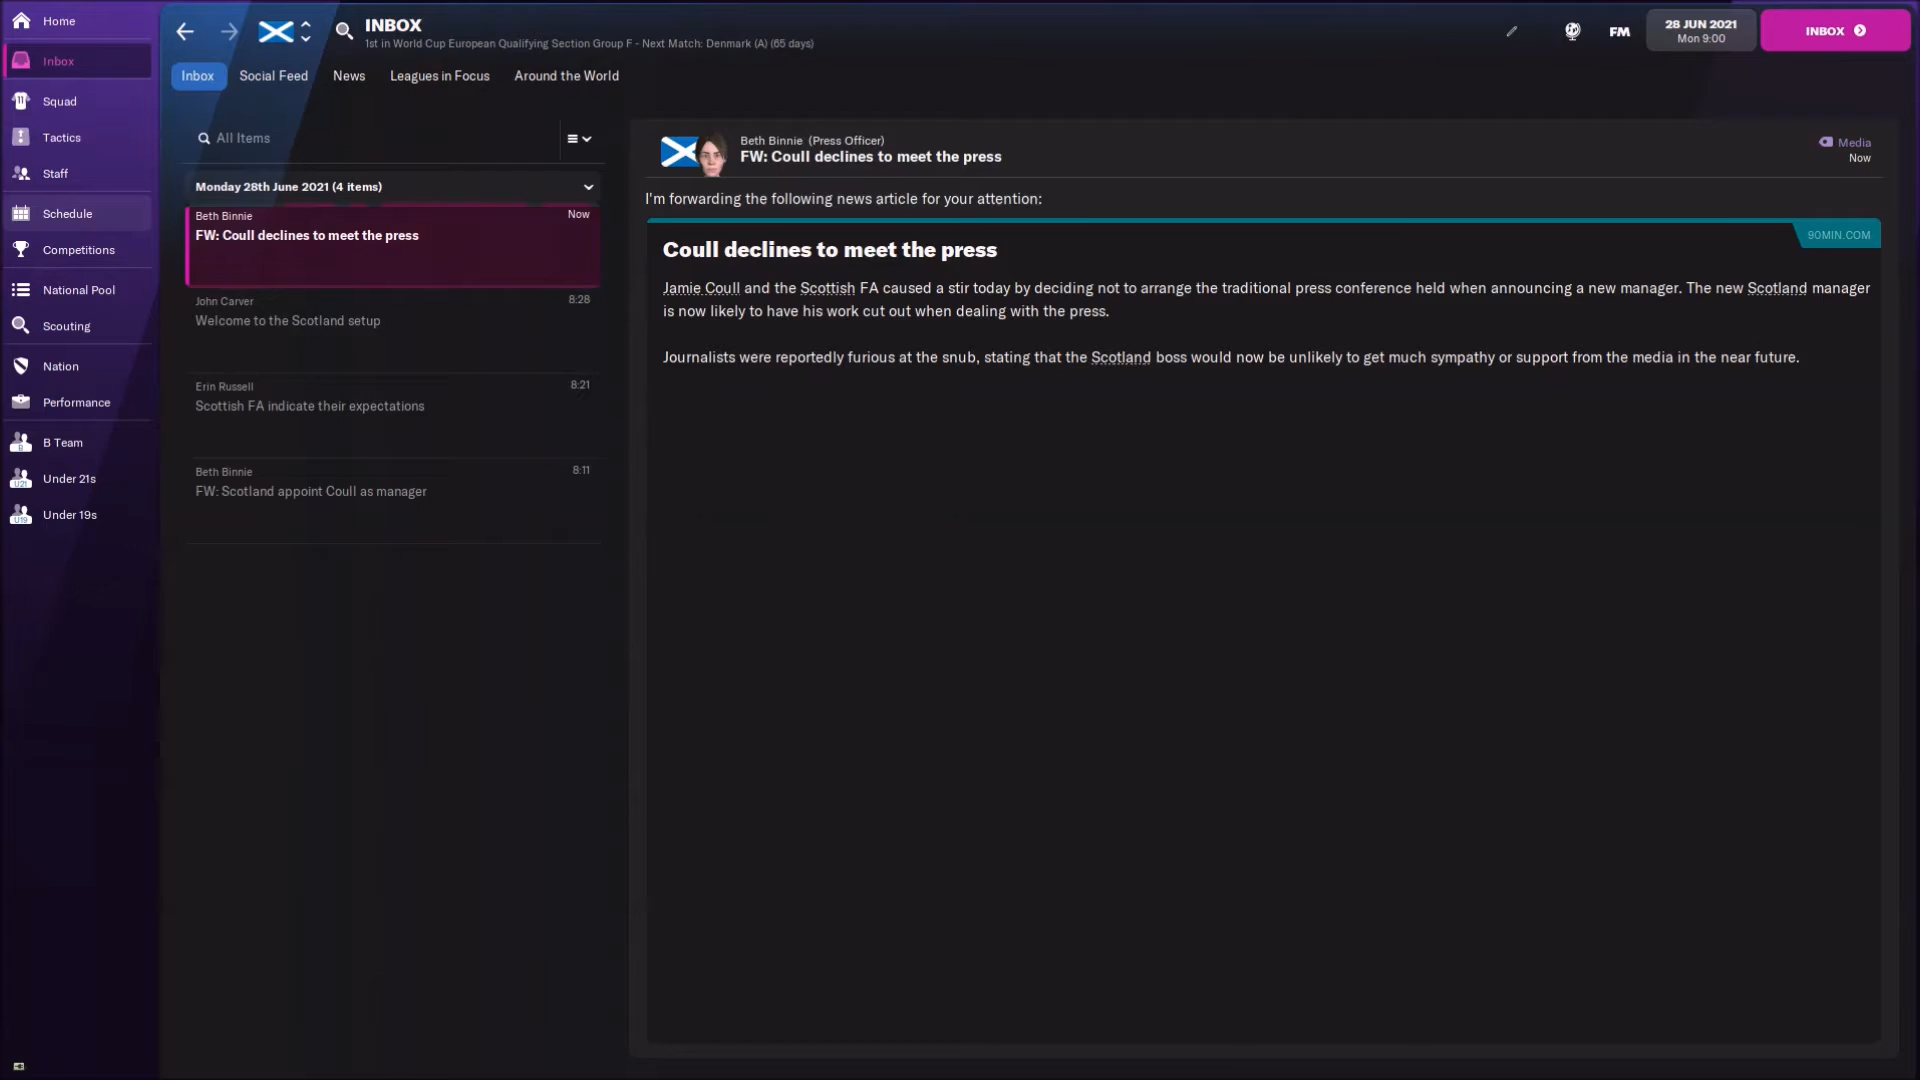 Home
Inbox
Squad
Tactics
Staff
Schedule
Competitions
National Pool
Scouting
Nation
Performance
B Team
Under 21s
Under 19s
INBOX
1st in World Cup European Qualifying Section Group F - Next Match: Denmark (A) (65 days)
FM
28 JUN 2021
Mon 9:00
INBOX
Inbox
Social Feed
News
Leagues in Focus
Around the World
All Items
Monday 28th June 2021 (4 items)
Beth Binnie
Now
FW: Coull declines to meet the press
John Carver
8:28
Welcome to the Scotland setup
Erin Russell
8:21
Scottish FA indicate their expectations
Beth Binnie
8:11
FW: Scotland appoint Coull as manager
Beth Binnie (Press Officer)
FW: Coull declines to meet the press
Media
Now
I'm forwarding the following news article for your attention:
90MIN.COM
Coull declines to meet the press
Jamie Coull and the Scottish FA caused a stir today by deciding not to arrange the traditional press conference held when announcing a new manager. The new Scotland manager
is now likely to have his work cut out when dealing with the press.
Journalists were reportedly furious at the snub, stating that the Scotland boss would now be unlikely to get much sympathy or support from the media in the near future.